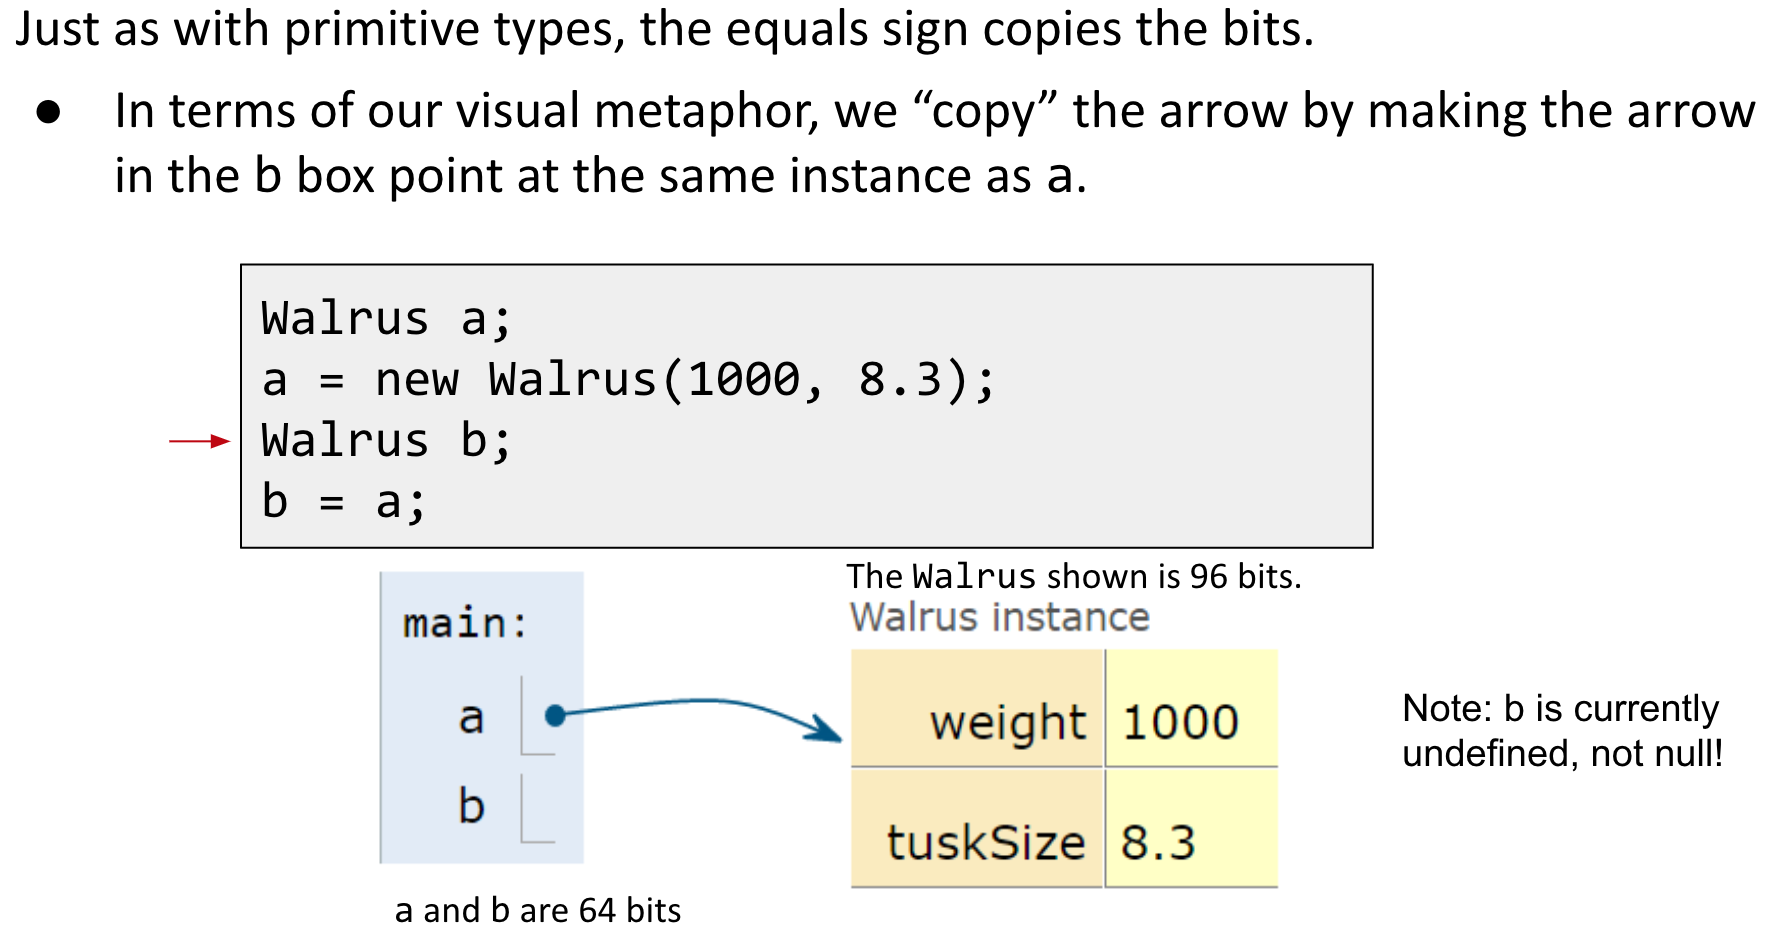 Just as with primitive types, the equals sign copies the bits.
● In terms of our visual metaphor, we “copy” the arrow by making the arrow
in the b box point at the same instance as a.
Walrus a;
a = new Walrus(1000, 8.3);
Walrus b;
b = a;
The Walrus shown is 96 bits.
Walrus instance
main:
a
b
weight 1000
tuskSize 8.3
Note: b is currently
undefined, not null!
a and b are 64 bits